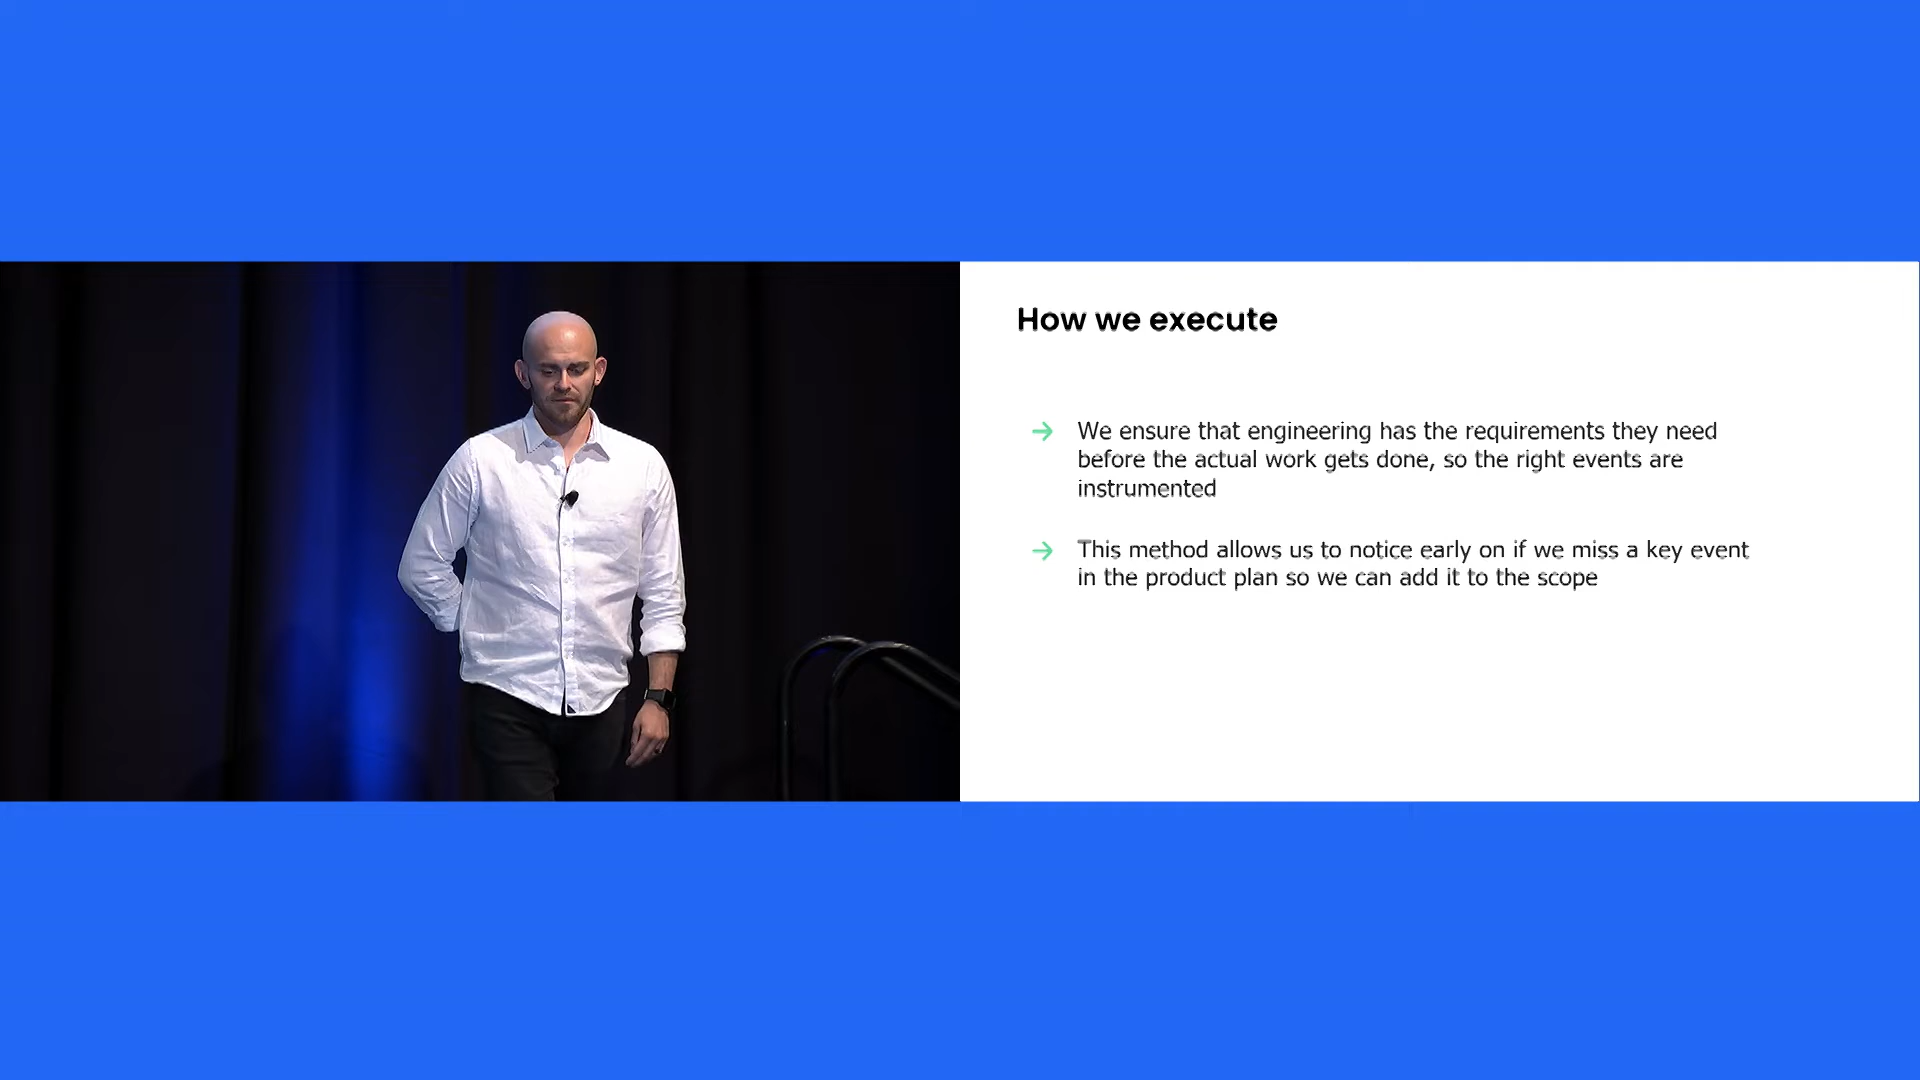 How we execute
We ensure that engineering has the requirements they need
before the actual work gets done, so the right events are
instrumented
This method allows us to notice early on if we miss a key event
in the product plan so we can add it to the scope